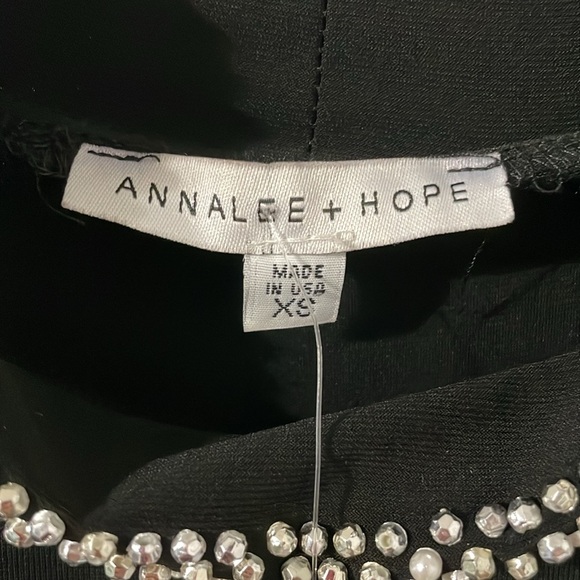 ANNALEE + HOPE
MADE
IN USA
XS